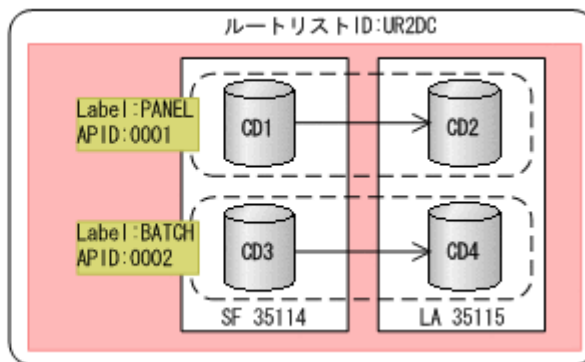 ルートリストID:UR2DC
Label:PANEL
APID:0001
CD1
CD2
Label:BATCH
APID:0002
CD3
CD4
SF 35114
LA 35115